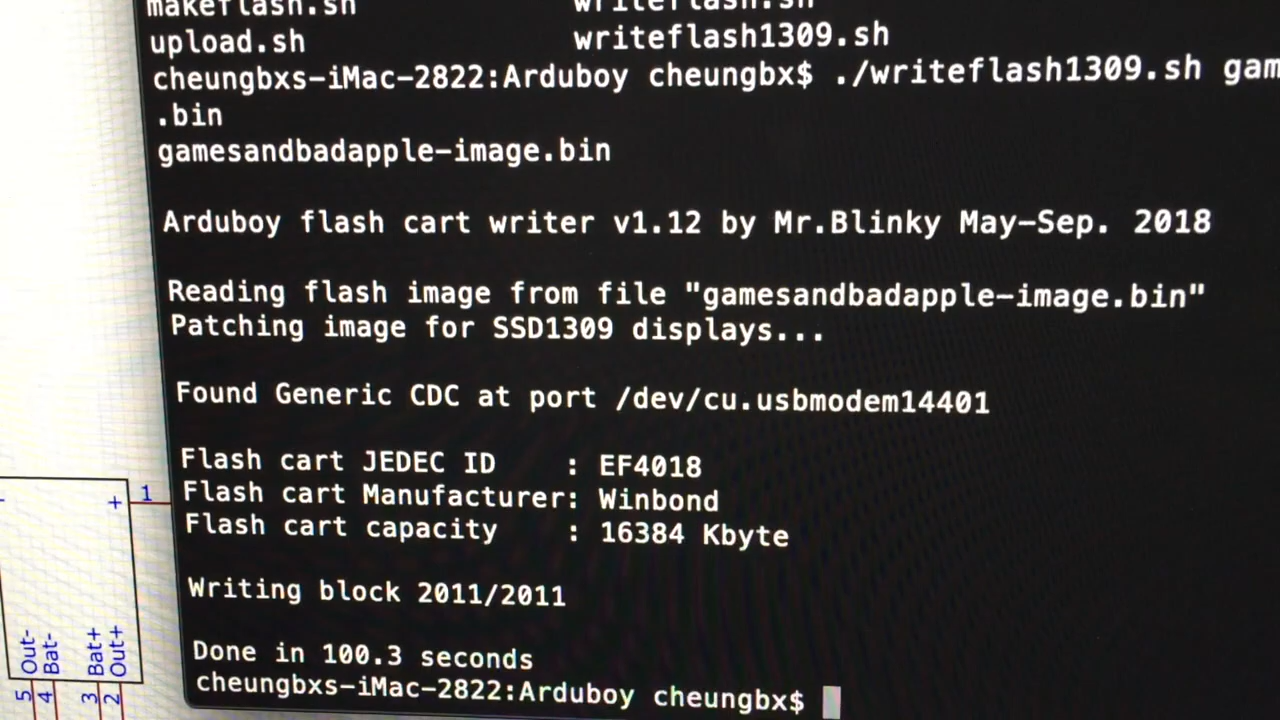 makeflash.sh writeflash.sh
upload.sh writeflash1309.sh
cheungbxs-iMac-2822:Arduboy cheungbx$ ./writeflash1309.sh gam
.bin
gamesandbadapple-image.bin
Arduboy flash cart writer v1.12 by Mr.Blinky May-Sep. 2018
Reading flash image from file "gamesandbadapple-image.bin"
Patching image for SSD1309 displays...
Found Generic CDC at port /dev/cu.usbmodem14401
Flash cart JEDEC ID : EF4018
Flash cart Manufacturer: Winbond
Flash cart capacity : 16384 Kbyte
Writing block 2011/2011
Done in 100.3 seconds
cheungbxs-iMac-2822:Arduboy cheungbx$
- + 1
Out-
Bat-
Bat+
Out+
5 4 3 2